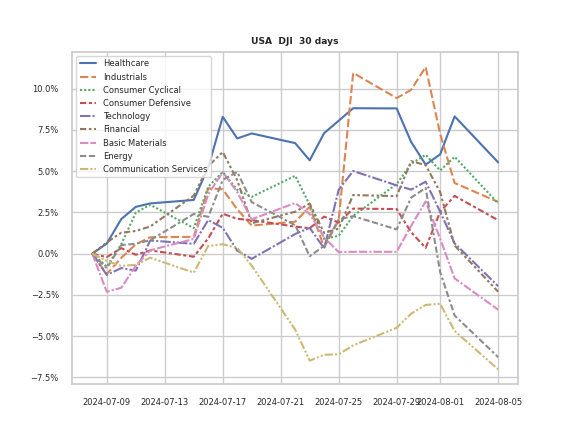 USA DJI 30 days
Healthcare
Industrials
Consumer Cyclical
Consumer Defensive
Technology
Financial
Basic Materials
Energy
Communication Services
10.0%
7.5%
5.0%
2.5%
0.0%
−2.5%
−5.0%
−7.5%
2024-07-09 2024-07-13 2024-07-17 2024-07-21 2024-07-25 2024-07-29 2024-08-01 2024-08-05